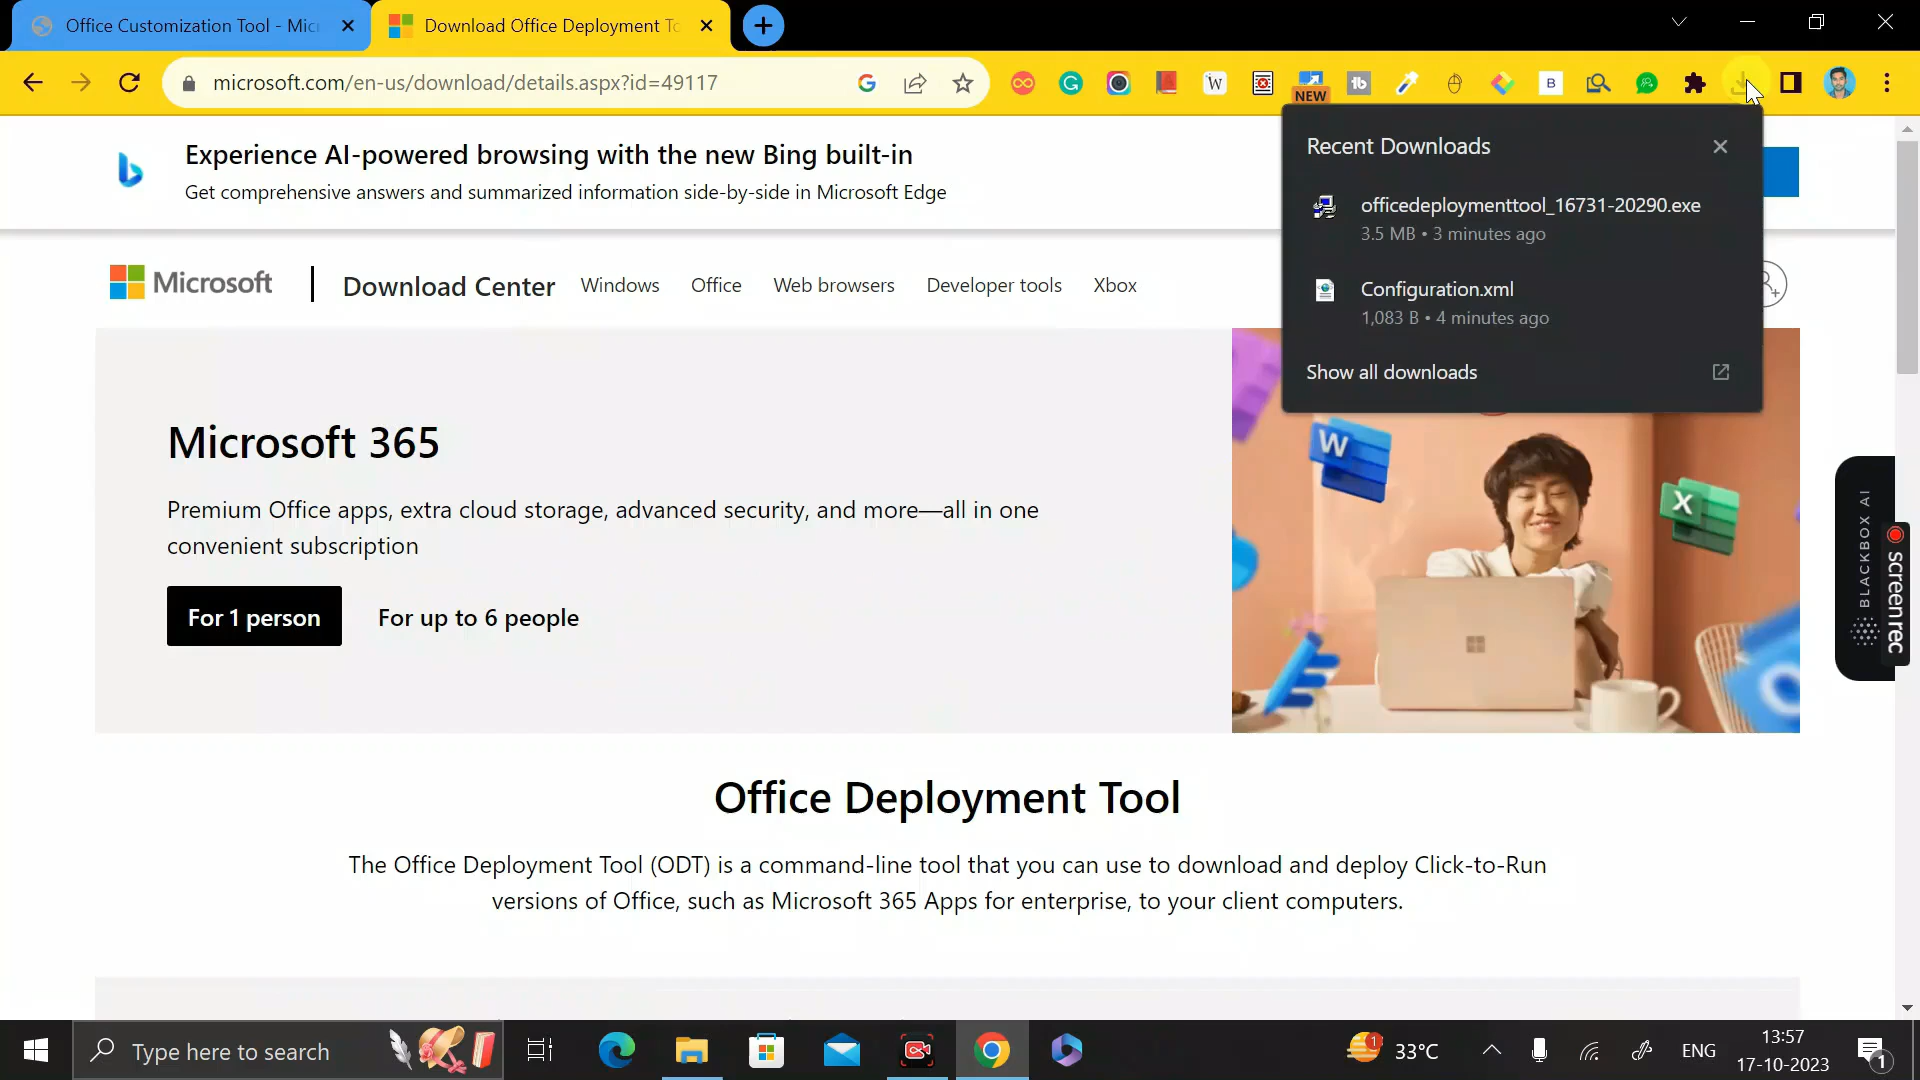 Office Customization Tool - Mic
Download Office Deployment To
microsoft.com/en-us/download/details.aspx?id=49117
NEW
Experience AI-powered browsing with the new Bing built-in
Get comprehensive answers and summarized information side-by-side in Microsoft Edge
Recent Downloads
officedeploymenttool_16731-20290.exe
3.5 MB • 3 minutes ago
Configuration.xml
1,083 B • 4 minutes ago
Show all downloads
Microsoft
Download Center
Windows
Office
Web browsers
Developer tools
Xbox
Microsoft 365
Premium Office apps, extra cloud storage, advanced security, and more—all in one
convenient subscription
For 1 person
For up to 6 people
W
X
BLACKBOX AI
screenrec
Office Deployment Tool
The Office Deployment Tool (ODT) is a command-line tool that you can use to download and deploy Click-to-Run
versions of Office, such as Microsoft 365 Apps for enterprise, to your client computers.
Type here to search
1
33°C
ENG
13:57
17-10-2023
1